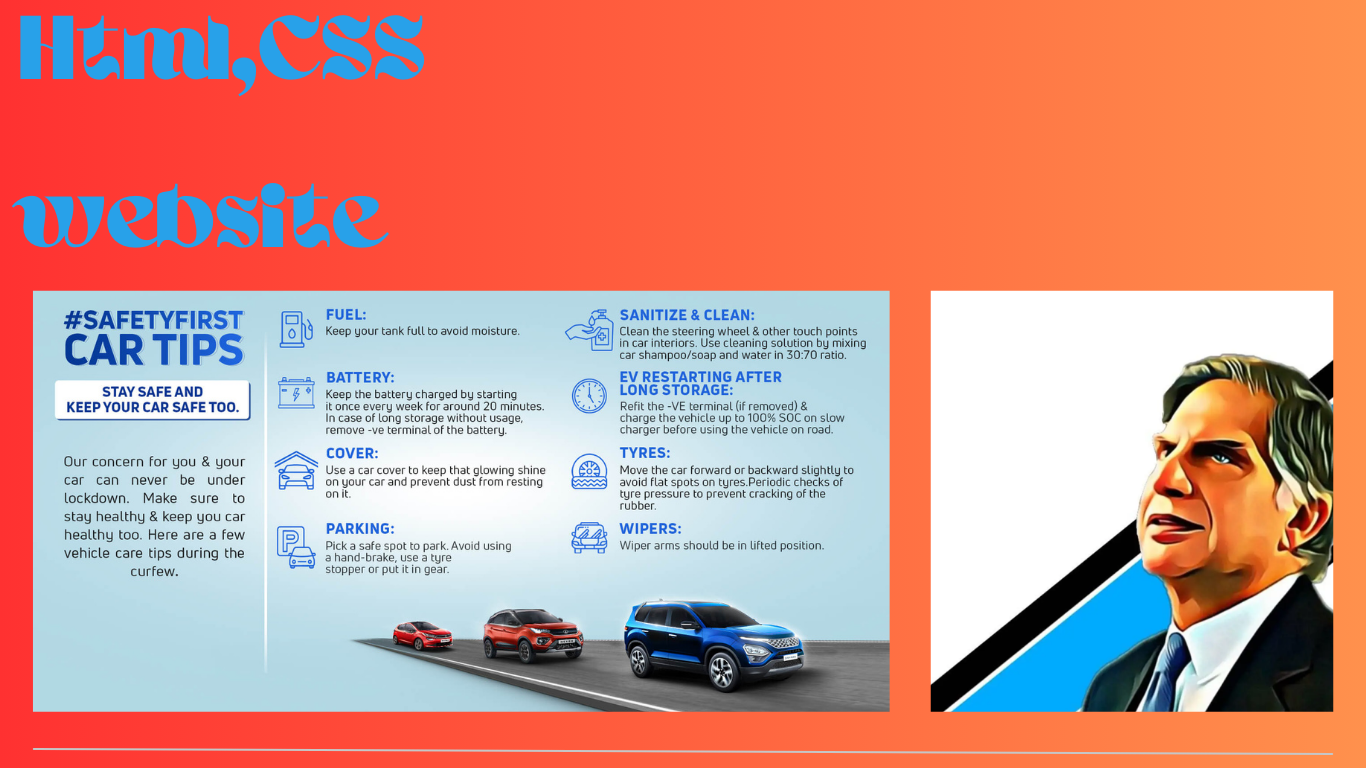 Html,CSS
website
#SAFETYFIRST
CAR TIPS
STAY SAFE AND
KEEP YOUR CAR SAFE TOO.
Our concern for you & your
car can never be under
lockdown. Make sure to
stay healthy & keep you car
healthy too. Here are a few
vehicle care tips during the
curfew.
FUEL:
Keep your tank full to avoid moisture.
BATTERY:
Keep the battery charged by starting
it once every week for around 20 minutes.
In case of long storage without usage,
remove -ve terminal of the battery.
COVER:
Use a car cover to keep that glowing shine
on your car and prevent dust from resting
on it.
PARKING:
Pick a safe spot to park. Avoid using
a hand-brake, use a tyre
stopper or put it in gear.
SANITIZE & CLEAN:
Clean the steering wheel & other touch points
in car interiors. Use cleaning solution by mixing
car shampoo/soap and water in 30:70 ratio.
EV RESTARTING AFTER
LONG STORAGE:
Refit the -VE terminal (if removed) &
charge the vehicle up to 100% SOC on slow
charger before using the vehicle on road.
TYRES:
Move the car forward or backward slightly to
avoid flat spots on tyres.Periodic checks of
tyre pressure to prevent cracking of the
rubber.
WIPERS:
Wiper arms should be in lifted position.